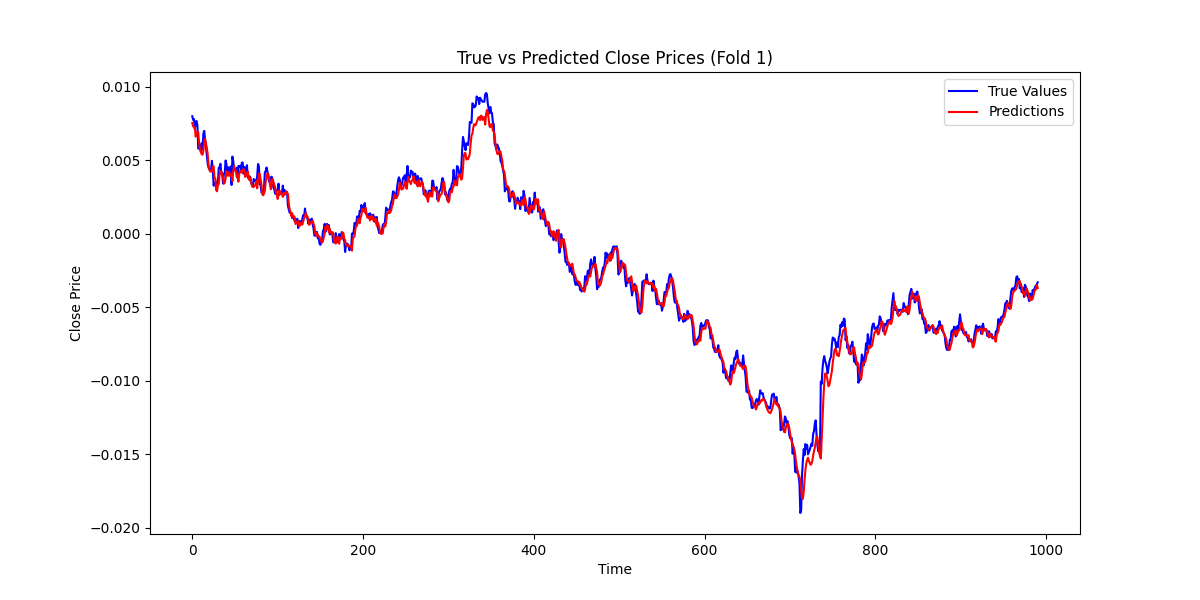 True vs Predicted Close Prices (Fold 1)
True Values
Predictions
0.010
0.005
0.000
−0.005
−0.010
−0.015
−0.020
Close Price
0 200 400 600 800 1000
Time